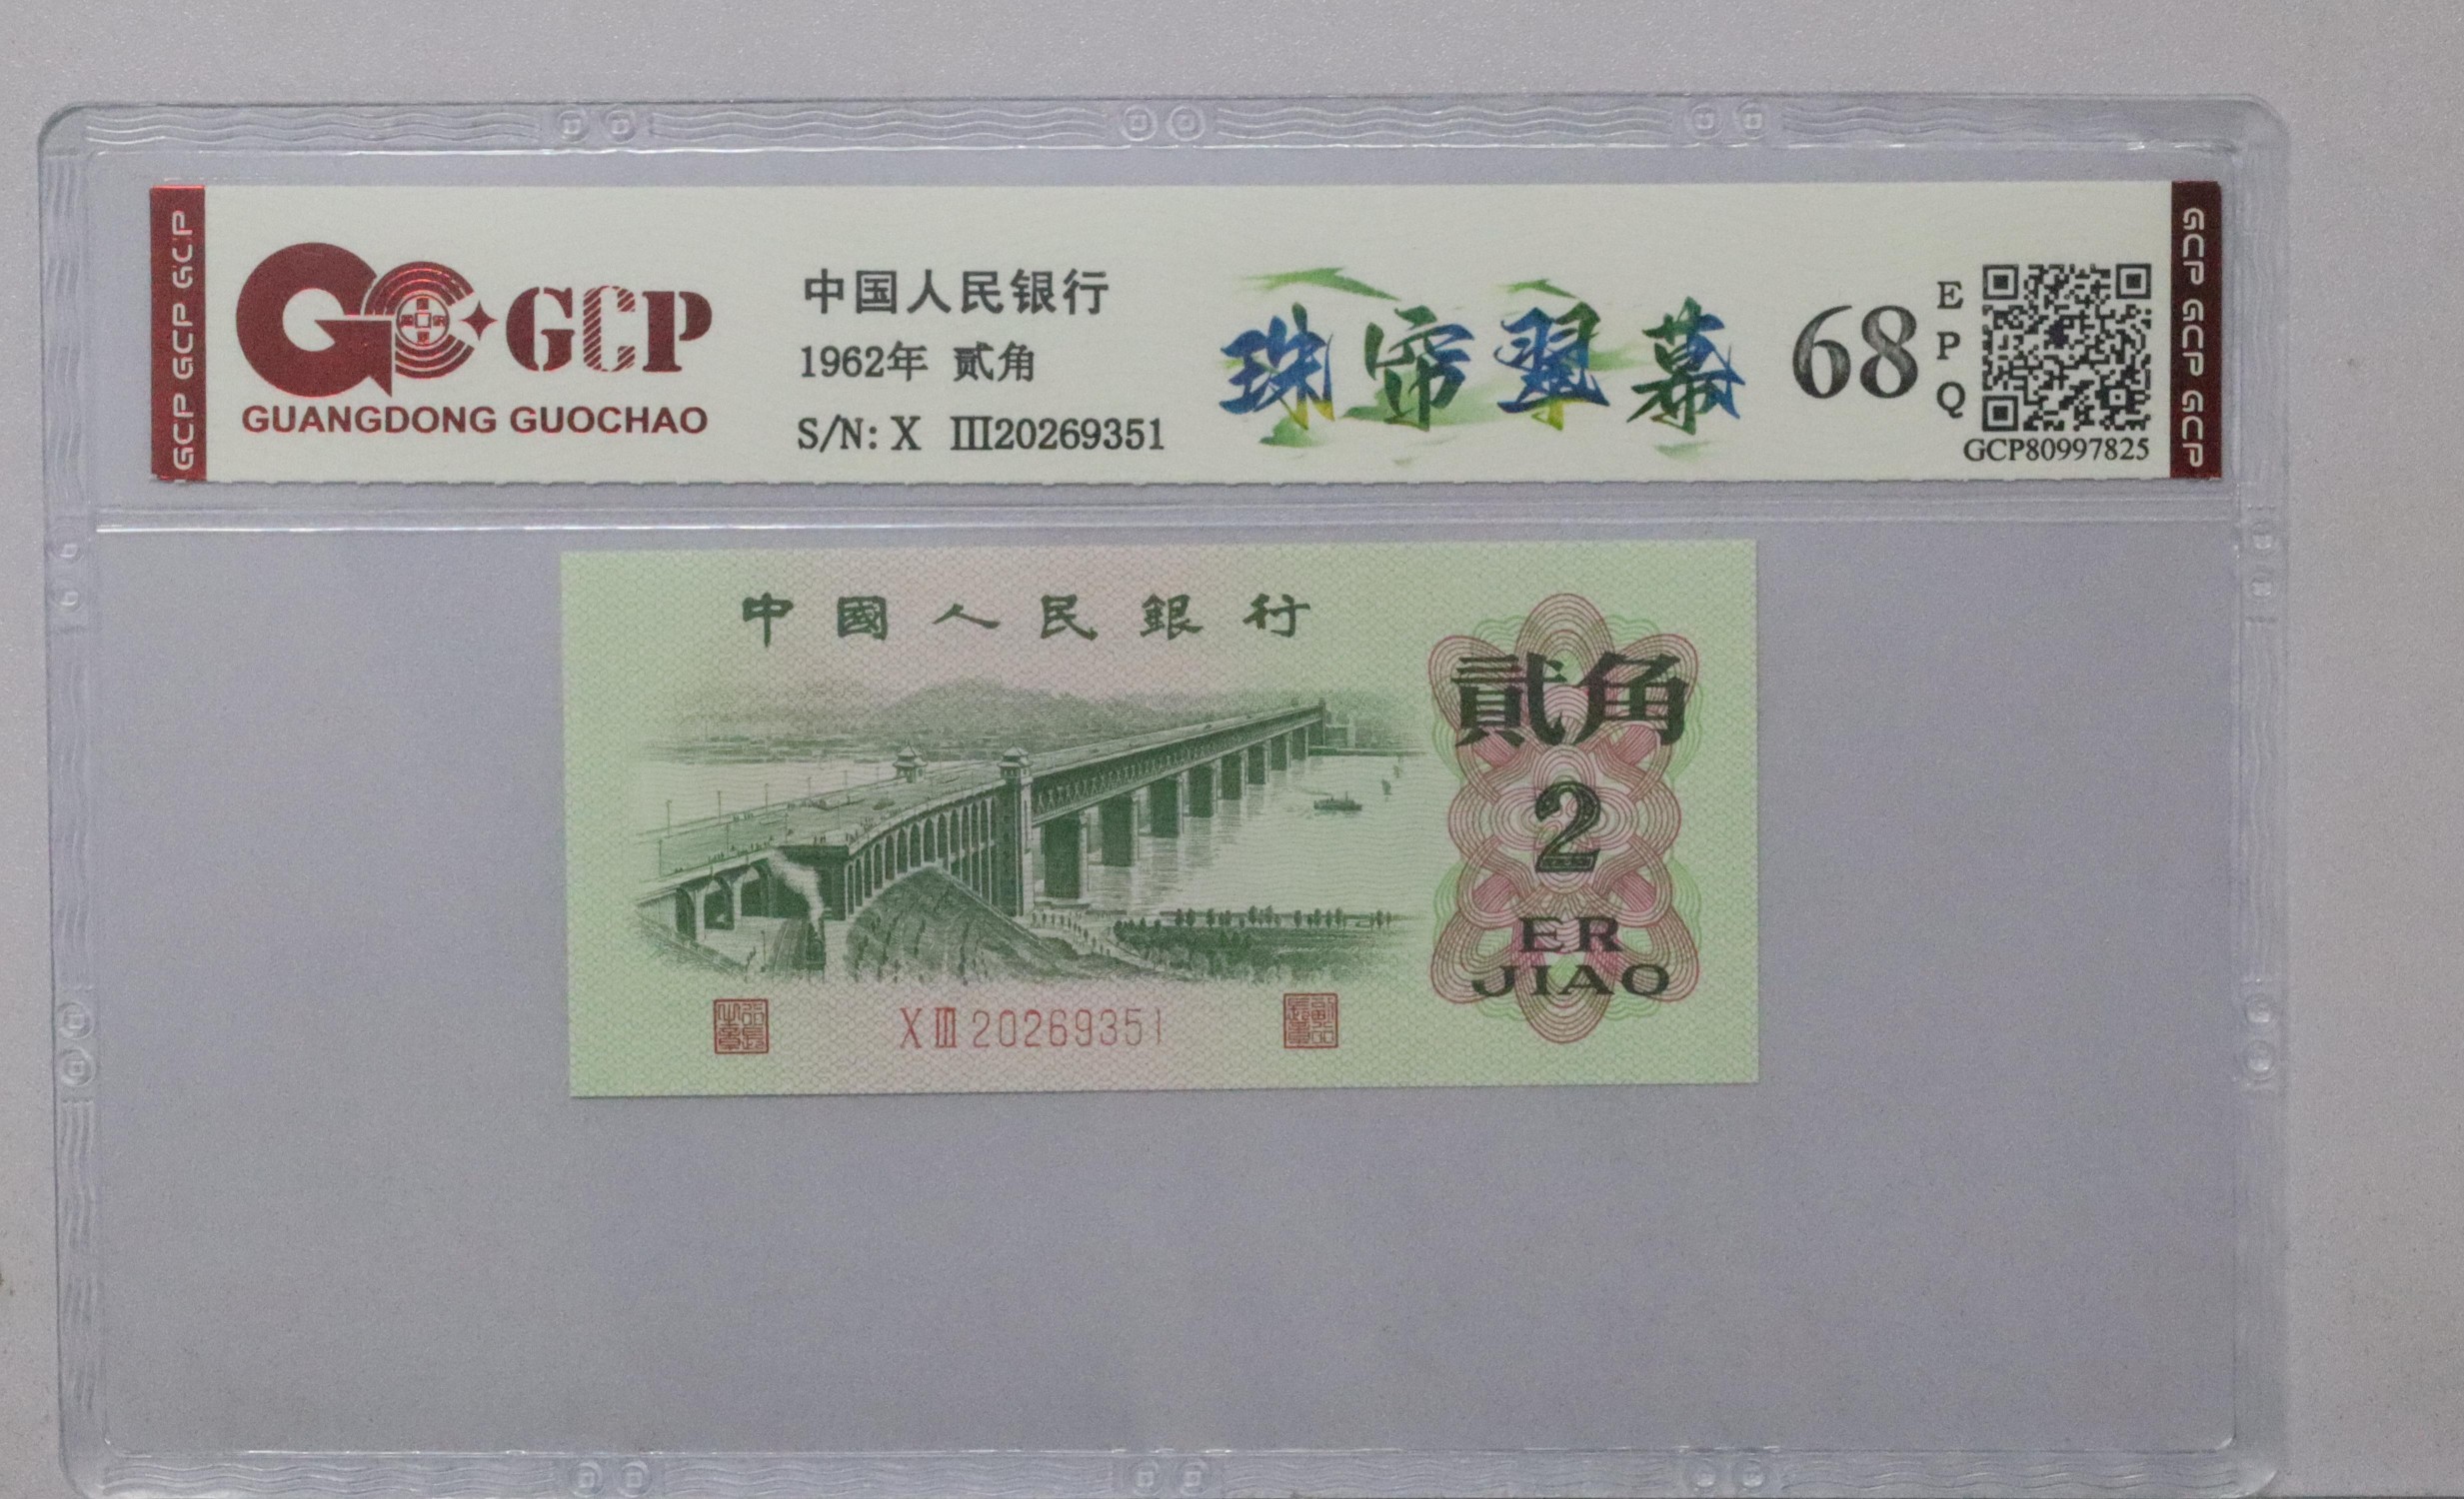 GCP GCP GCP
GCP
GUANGDONG GUOCHAO
中国人民银行
1962年 贰角
S/N: X III20269351
珠帘翠幕
68
EPQ
GCP80997825
GCP GCP GCP
中國人民銀行
貳角
2
ER
JIAO
X III 20269351